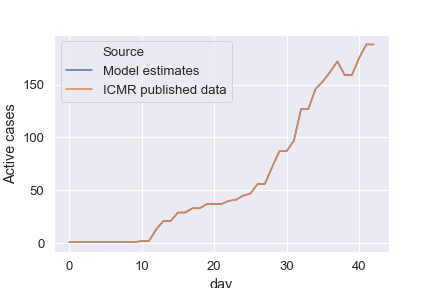 Source
Model estimates
ICMR published data
Active cases
150
100
50
0
0 10 20 30 40
day